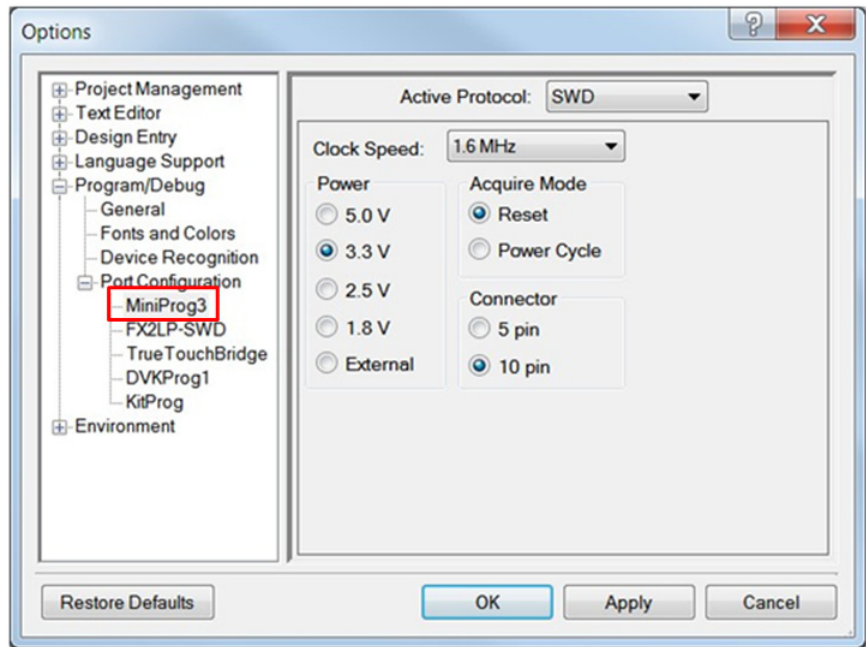 Options
Project Management
Text Editor
Design Entry
Language Support
Program/Debug
General
Fonts and Colors
Device Recognition
Port Configuration
MiniProg3
FX2LP-SWD
TrueTouchBridge
DVKProg1
KitProg
Environment
Active Protocol: SWD
Clock Speed: 1.6 MHz
Power
5.0 V
3.3 V
2.5 V
1.8 V
External
Acquire Mode
Reset
Power Cycle
Connector
5 pin
10 pin
Restore Defaults
OK
Apply
Cancel